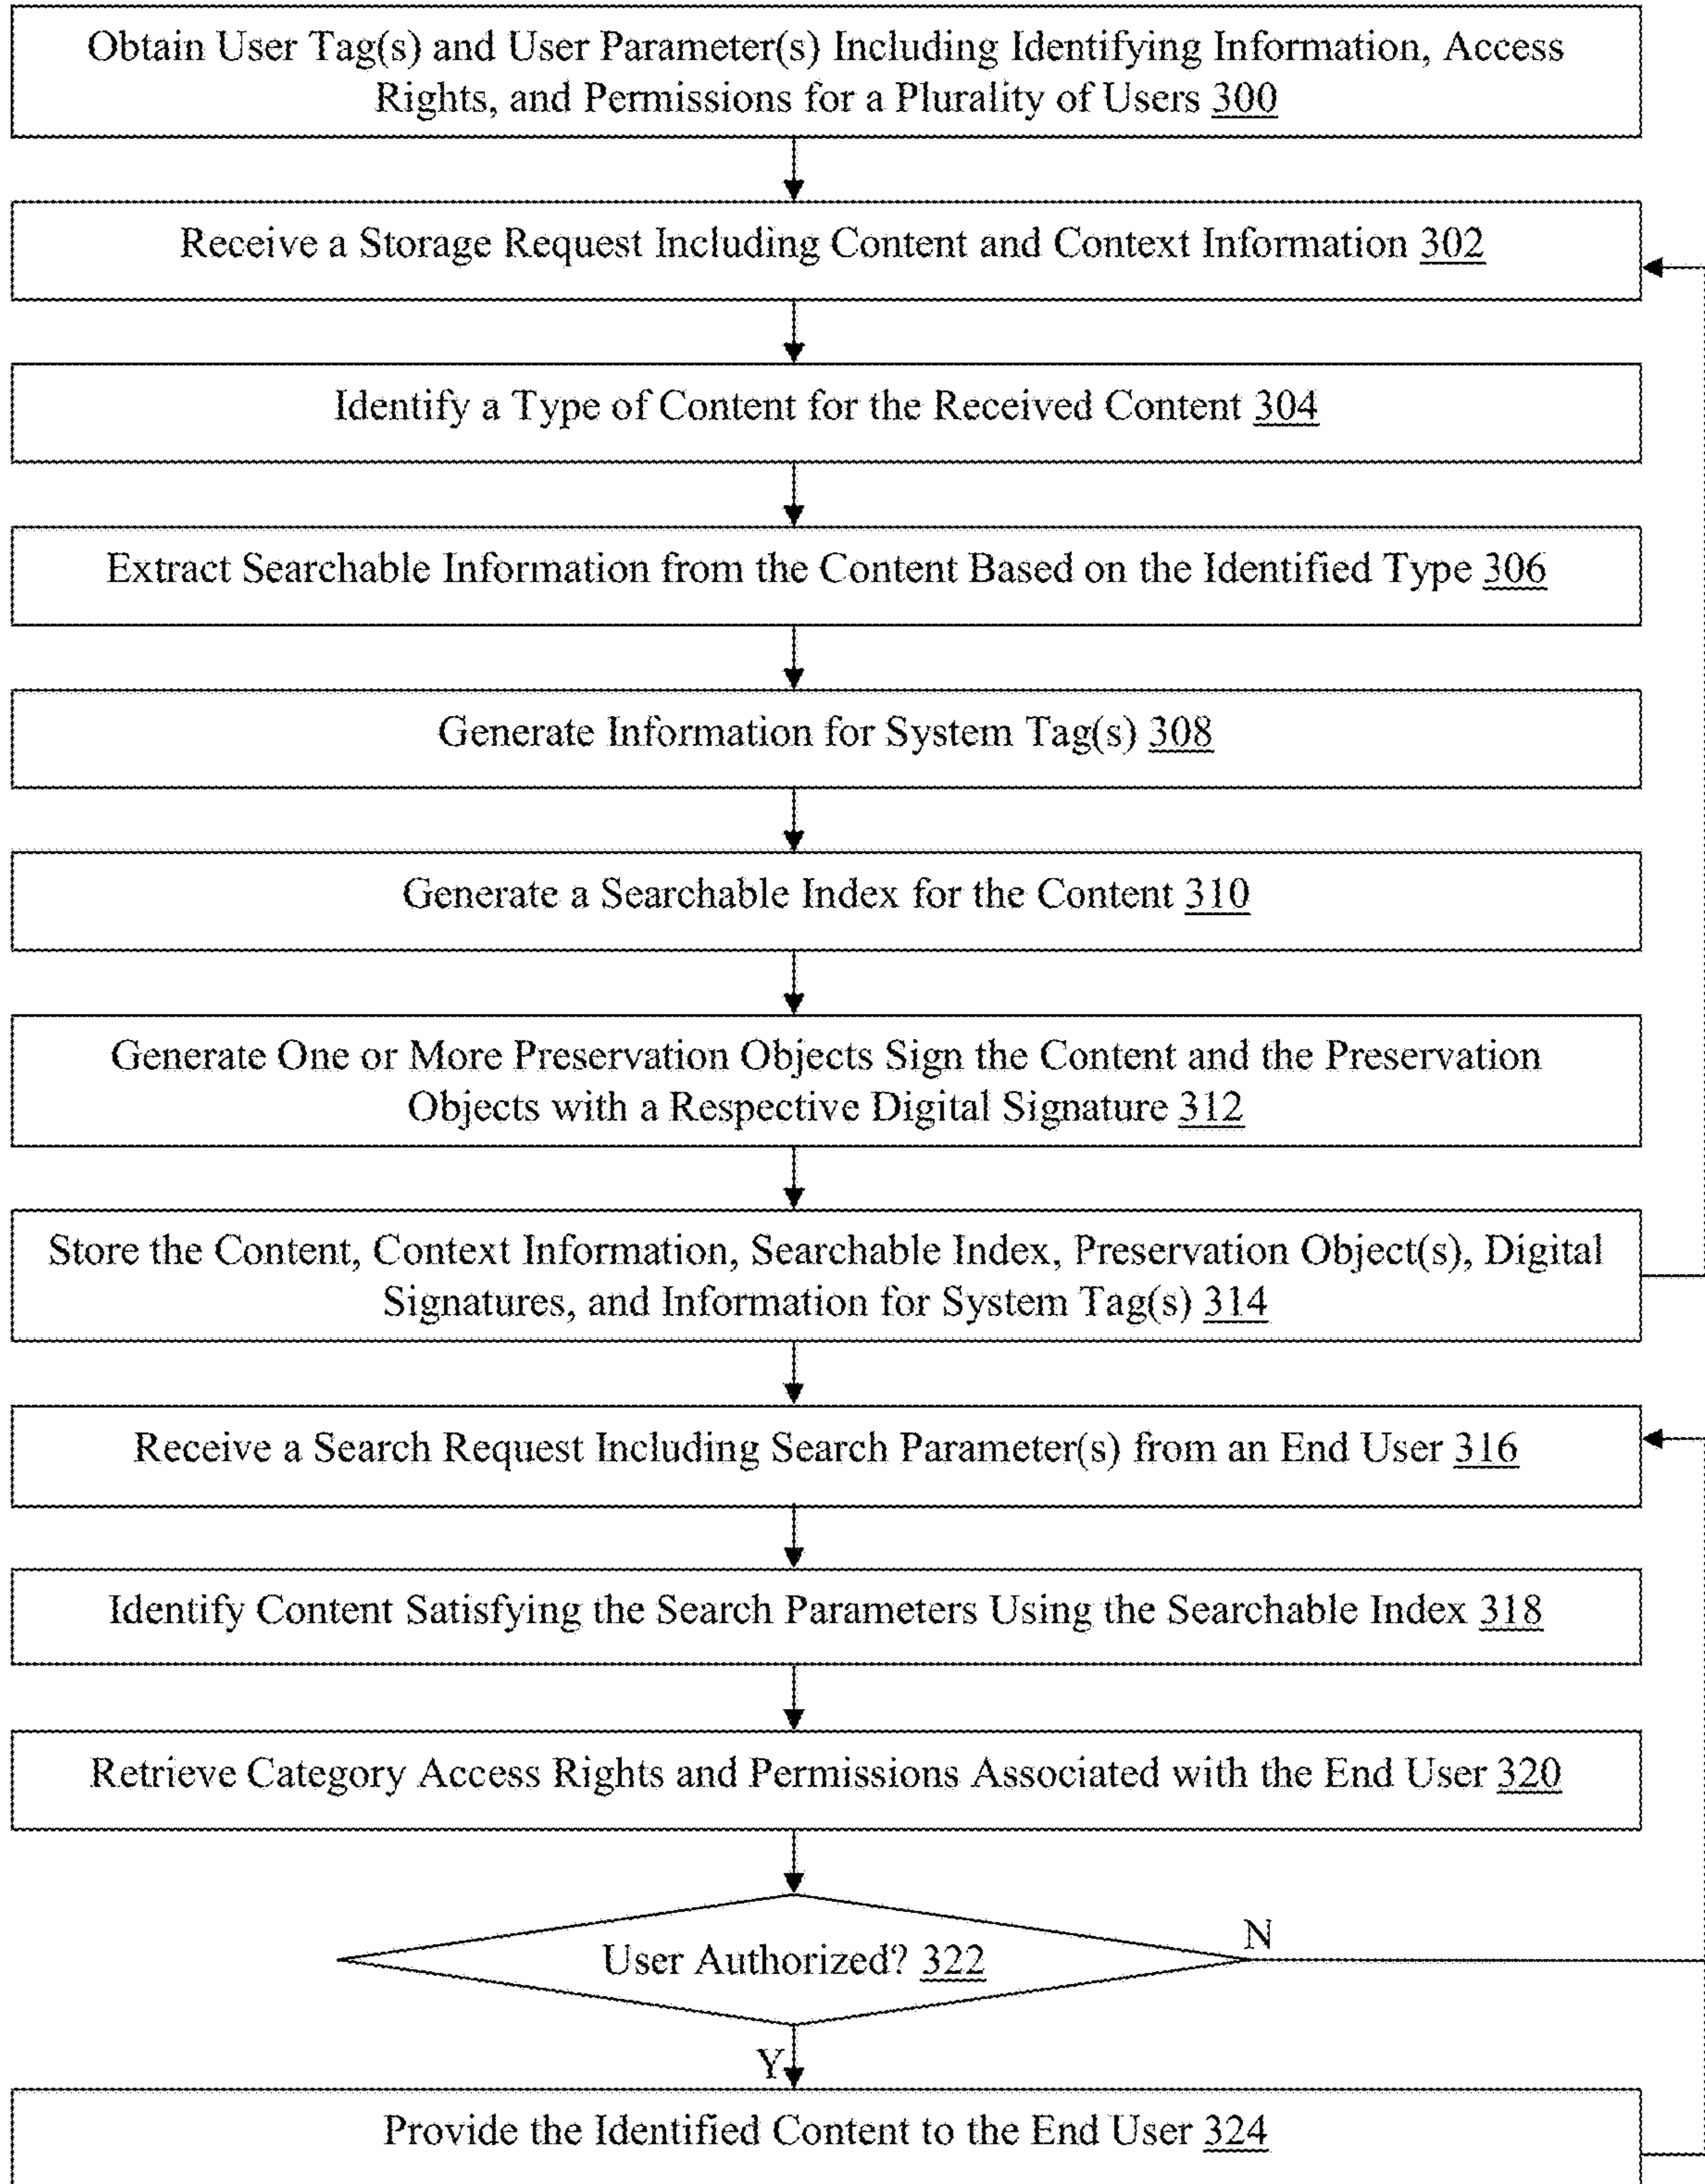 Obtain User Tag(s) and User Parameter(s) Including Identifying Information, Access
Rights, and Permissions for a Plurality of Users 300
Receive a Storage Request Including Content and Context Information 302
Identify a Type of Content for the Received Content 304
Extract Searchable Information from the Content Based on the Identified Type 306
Generate Information for System Tag(s) 308
Generate a Searchable Index for the Content 310
Generate One or More Preservation Objects Sign the Content and the Preservation
Objects with a Respective Digital Signature 312
Store the Content, Context Information, Searchable Index, Preservation Object(s), Digital
Signatures, and Information for System Tag(s) 314
Receive a Search Request Including Search Parameter(s) from an End User 316
Identify Content Satisfying the Search Parameters Using the Searchable Index 318
Retrieve Category Access Rights and Permissions Associated with the End User 320
N
User Authorized? 322
Y
Provide the Identified Content to the End User 324